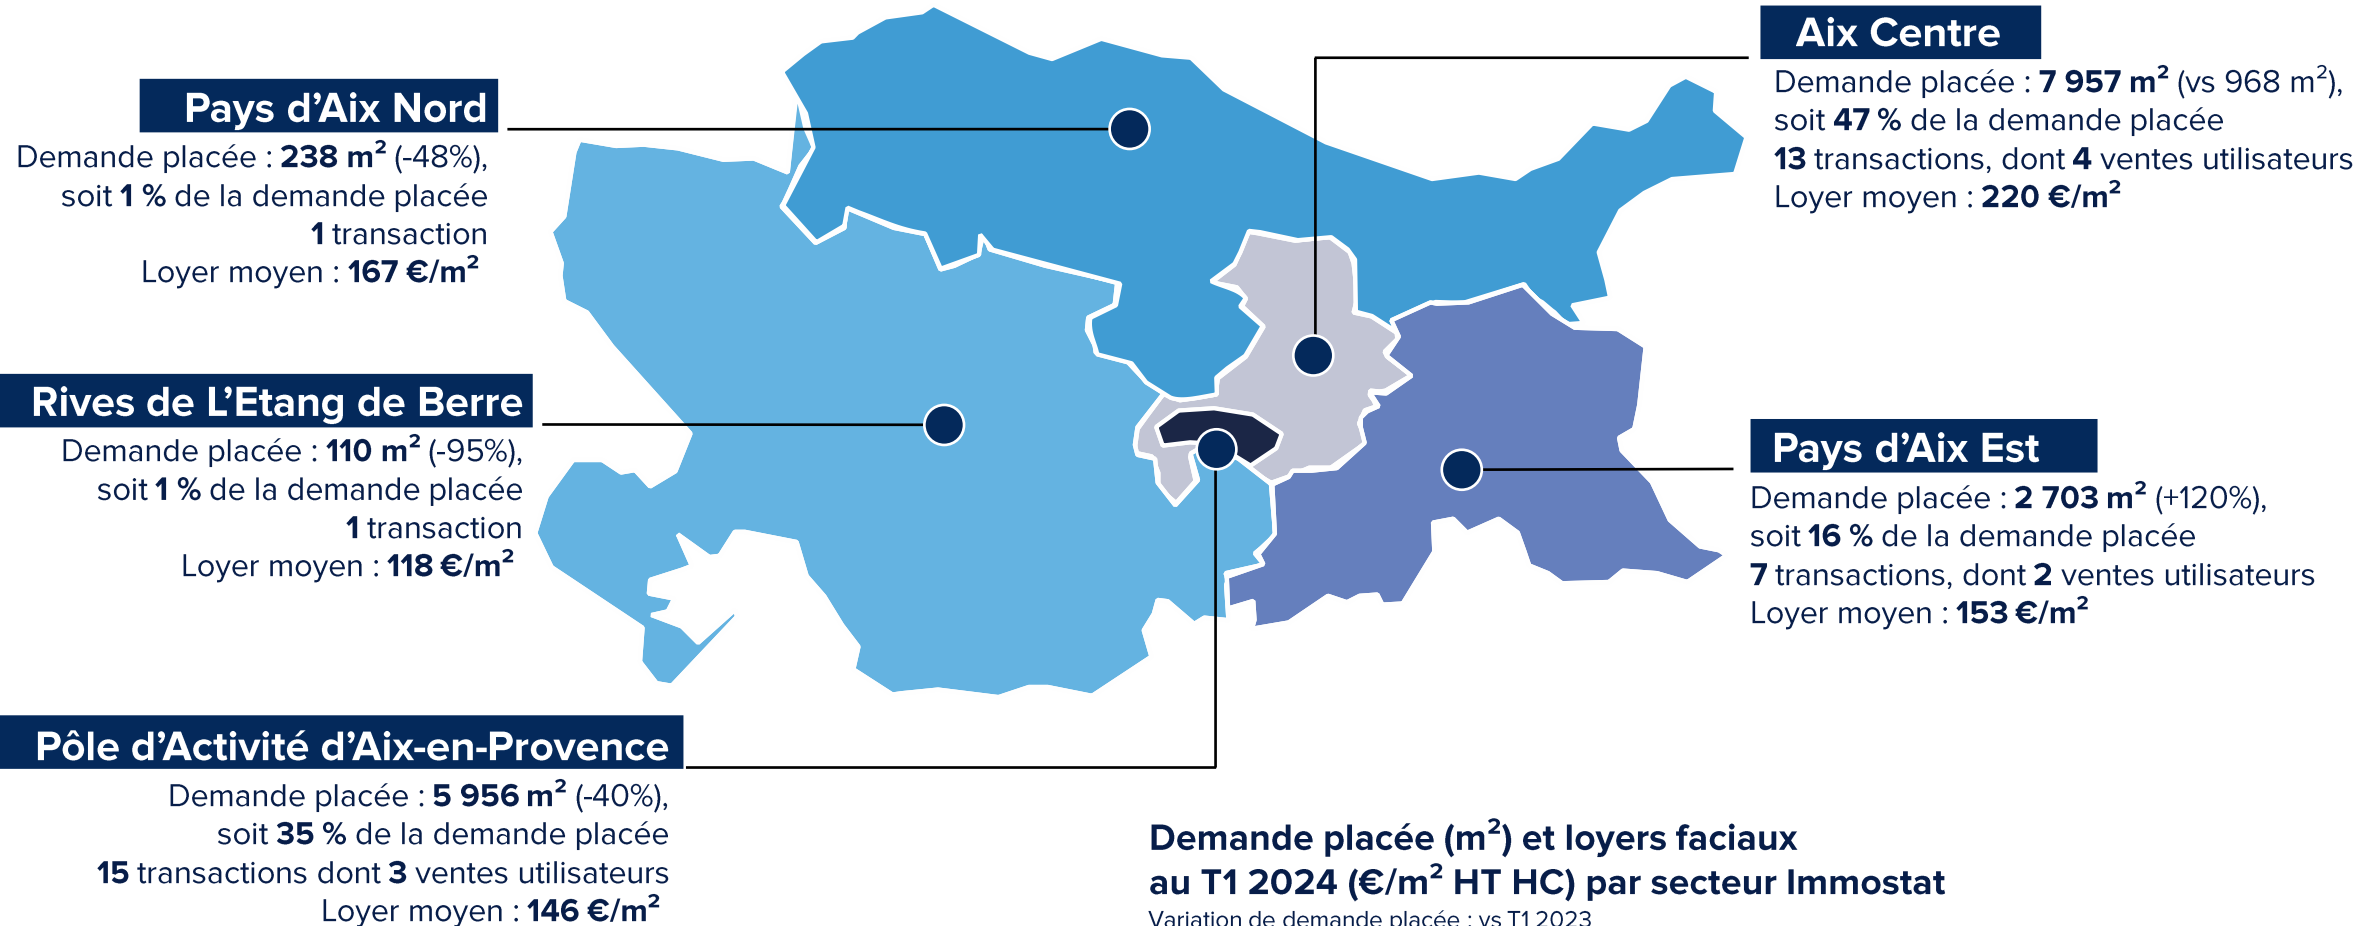 Pays d’Aix Nord
Demande placée : 238 m² (-48%),
soit 1 % de la demande placée
1 transaction
Loyer moyen : 167 €/m²
Rives de L’Etang de Berre
Demande placée : 110 m² (-95%),
soit 1 % de la demande placée
1 transaction
Loyer moyen : 118 €/m²
Pôle d’Activité d’Aix-en-Provence
Demande placée : 5 956 m² (-40%),
soit 35 % de la demande placée
15 transactions dont 3 ventes utilisateurs
Loyer moyen : 146 €/m²
Aix Centre
Demande placée : 7 957 m² (vs 968 m²),
soit 47 % de la demande placée
13 transactions, dont 4 ventes utilisateurs
Loyer moyen : 220 €/m²
Pays d’Aix Est
Demande placée : 2 703 m² (+120%),
soit 16 % de la demande placée
7 transactions, dont 2 ventes utilisateurs
Loyer moyen : 153 €/m²
Demande placée (m²) et loyers faciaux
au T1 2024 (€/m² HT HC) par secteur Immostat
Variation de demande placée : vs T1 2023